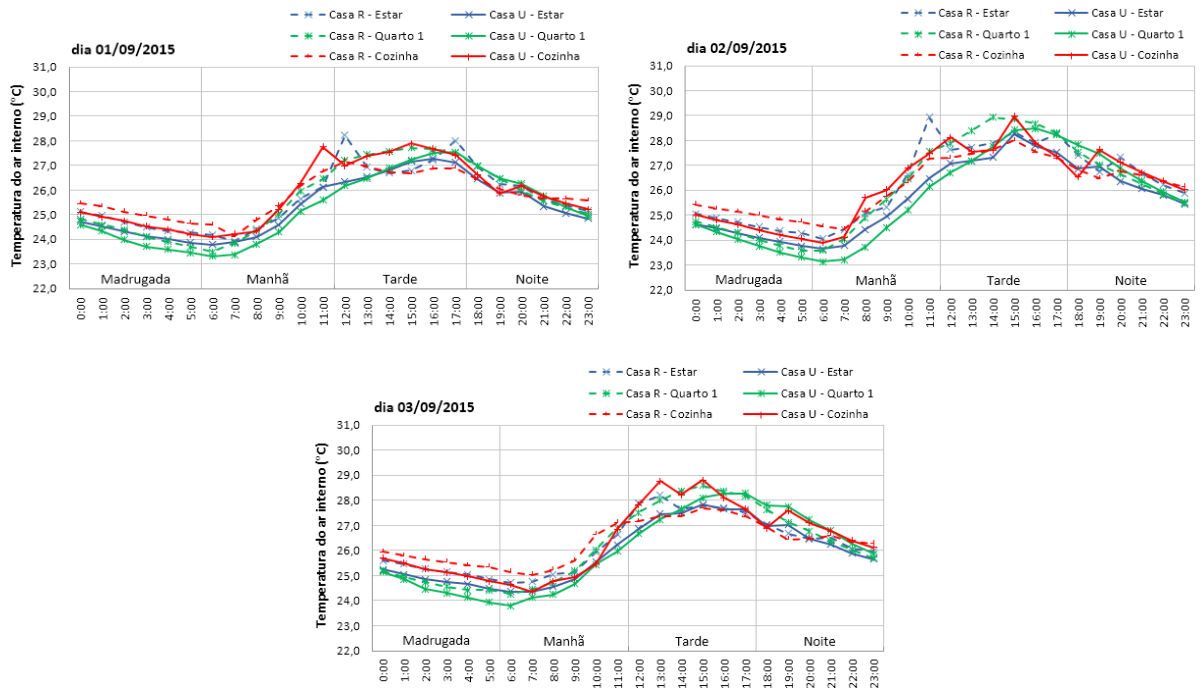 dia 01/09/2015
Casa R - Estar
Casa U - Estar
Casa R - Quarto 1
Casa U - Quarto 1
Casa R - Cozinha
Casa U - Cozinha
Temperatura do ar interno (°C)
31,0
30,0
29,0
28,0
27,0
26,0
25,0
24,0
23,0
22,0
Madrugada
Manhã
Tarde
Noite
0:00
1:00
2:00
3:00
4:00
5:00
6:00
7:00
8:00
9:00
10:00
11:00
12:00
13:00
14:00
15:00
16:00
17:00
18:00
19:00
20:00
21:00
22:00
23:00
dia 02/09/2015
Casa R - Estar
Casa U - Estar
Casa R - Quarto 1
Casa U - Quarto 1
Casa R - Cozinha
Casa U - Cozinha
Temperatura do ar interno (°C)
31,0
30,0
29,0
28,0
27,0
26,0
25,0
24,0
23,0
22,0
Madrugada
Manhã
Tarde
Noite
0:00
1:00
2:00
3:00
4:00
5:00
6:00
7:00
8:00
9:00
10:00
11:00
12:00
13:00
14:00
15:00
16:00
17:00
18:00
19:00
20:00
21:00
22:00
23:00
dia 03/09/2015
Casa R - Estar
Casa U - Estar
Casa R - Quarto 1
Casa U - Quarto 1
Casa R - Cozinha
Casa U - Cozinha
Temperatura do ar interno (°C)
31,0
30,0
29,0
28,0
27,0
26,0
25,0
24,0
23,0
22,0
Madrugada
Manhã
Tarde
Noite
0:00
1:00
2:00
3:00
4:00
5:00
6:00
7:00
8:00
9:00
10:00
11:00
12:00
13:00
14:00
15:00
16:00
17:00
18:00
19:00
20:00
21:00
22:00
23:00